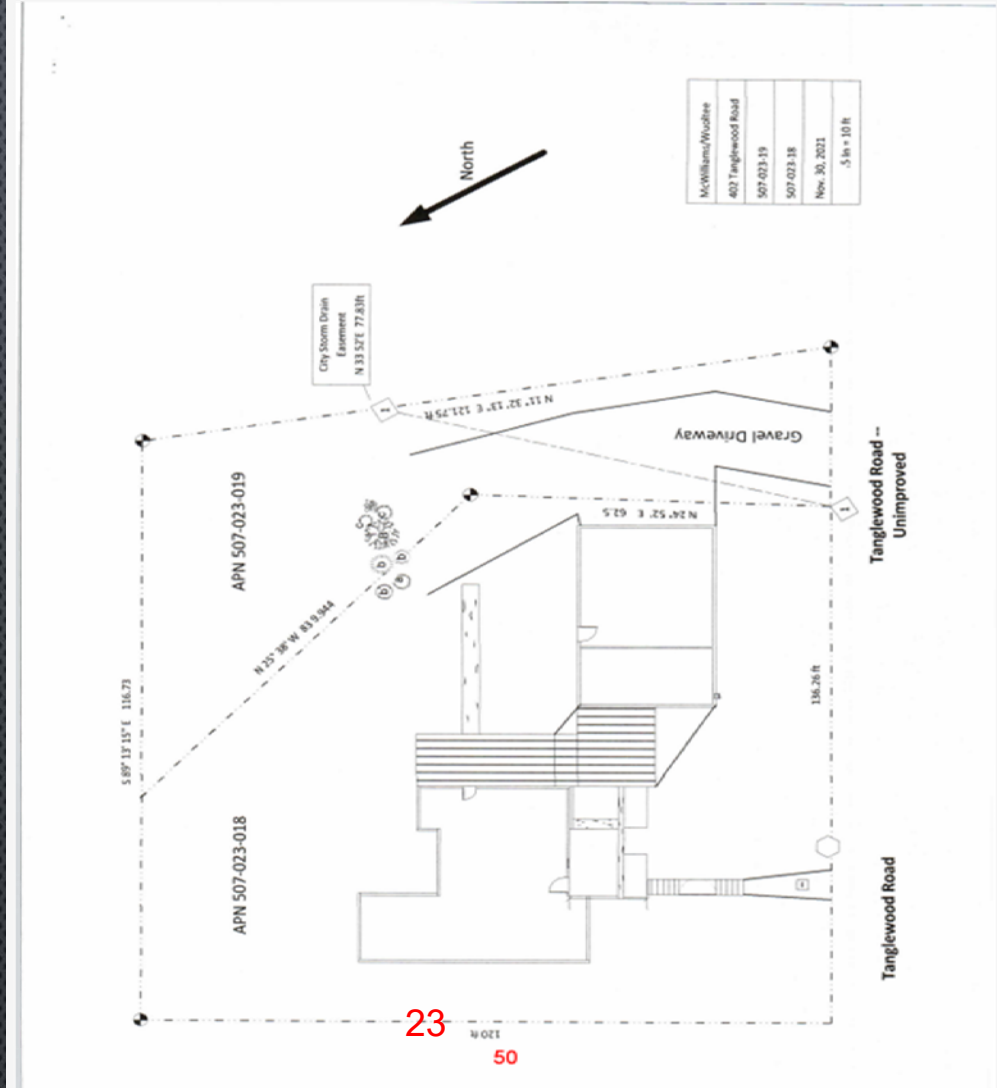 McWilliams/Wuoltee
402 Tanglewood Road
507-023-19
507-023-18
Nov. 30, 2021
.5 in = 10 ft
North
City Storm Drain
Easement
N 33 52'E 77.83ft
1
N 11° 32' 13" E 121.75 ft
APN 507-023-019
Gravel Driveway
Tanglewood Road --
Unimproved
N 24° 52' E 62.5
1
b
b
b
a
N 25° 38" W 83 9.944
S 89° 13' 15" E 116.73
136.26 ft
APN 507-023-018
Tanglewood Road
120 ft
23
50